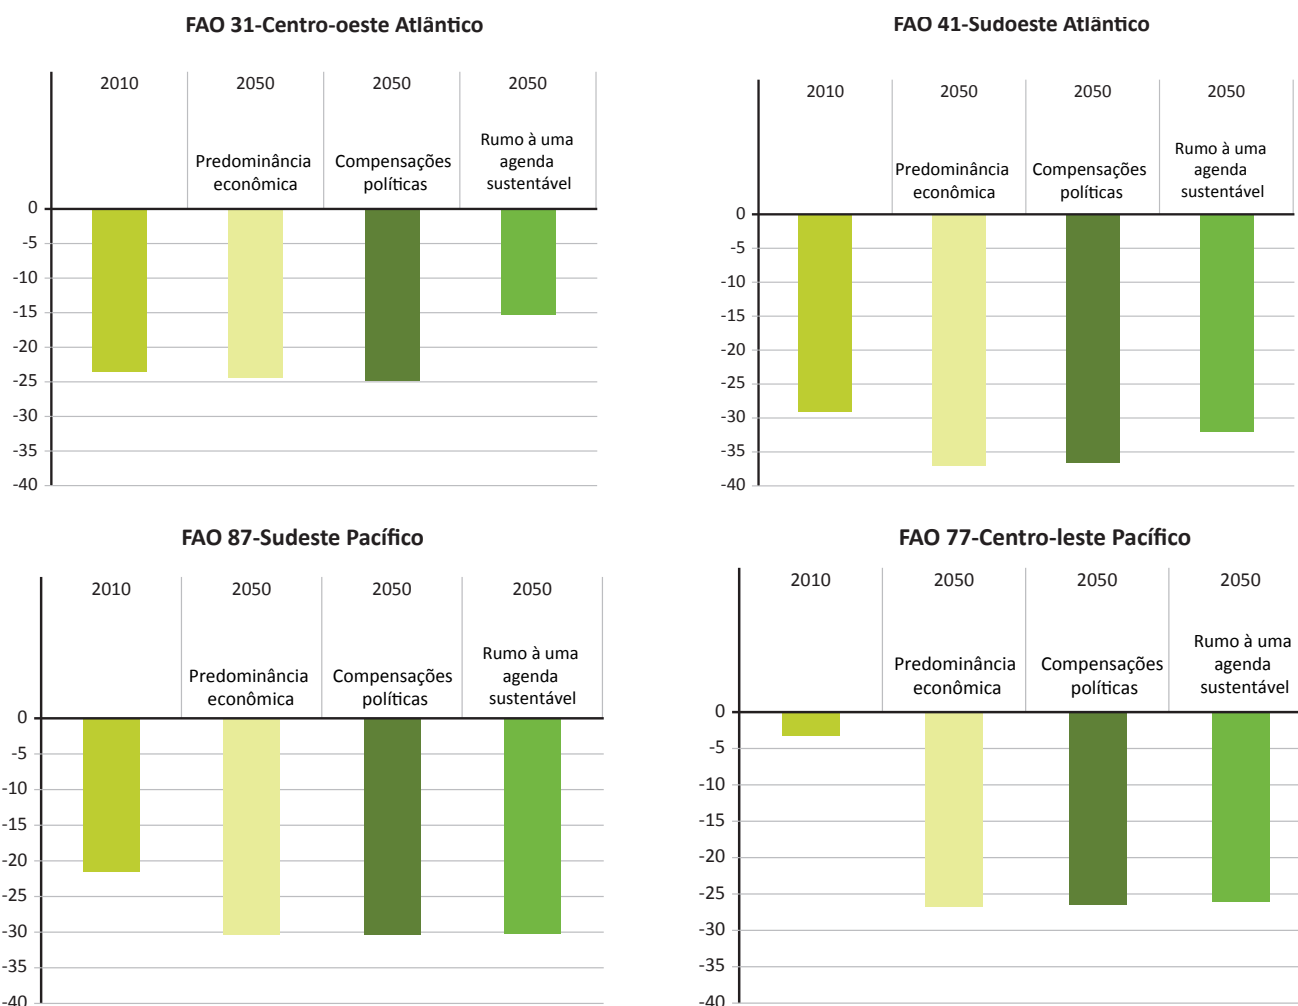 FAO 31-Centro-oeste Atlântico
2010 2050 2050 2050
Predominância econômica
Compensações políticas
Rumo à uma agenda sustentável
0
-5
-10
-15
-20
-25
-30
-35
-40
FAO 41-Sudoeste Atlântico
2010 2050 2050 2050
Predominância econômica
Compensações políticas
Rumo à uma agenda sustentável
0
-5
-10
-15
-20
-25
-30
-35
-40
FAO 87-Sudeste Pacífico
2010 2050 2050 2050
Predominância econômica
Compensações políticas
Rumo à uma agenda sustentável
0
-5
-10
-15
-20
-25
-30
-35
-40
FAO 77-Centro-leste Pacífico
2010 2050 2050 2050
Predominância econômica
Compensações políticas
Rumo à uma agenda sustentável
0
-5
-10
-15
-20
-25
-30
-35
-40